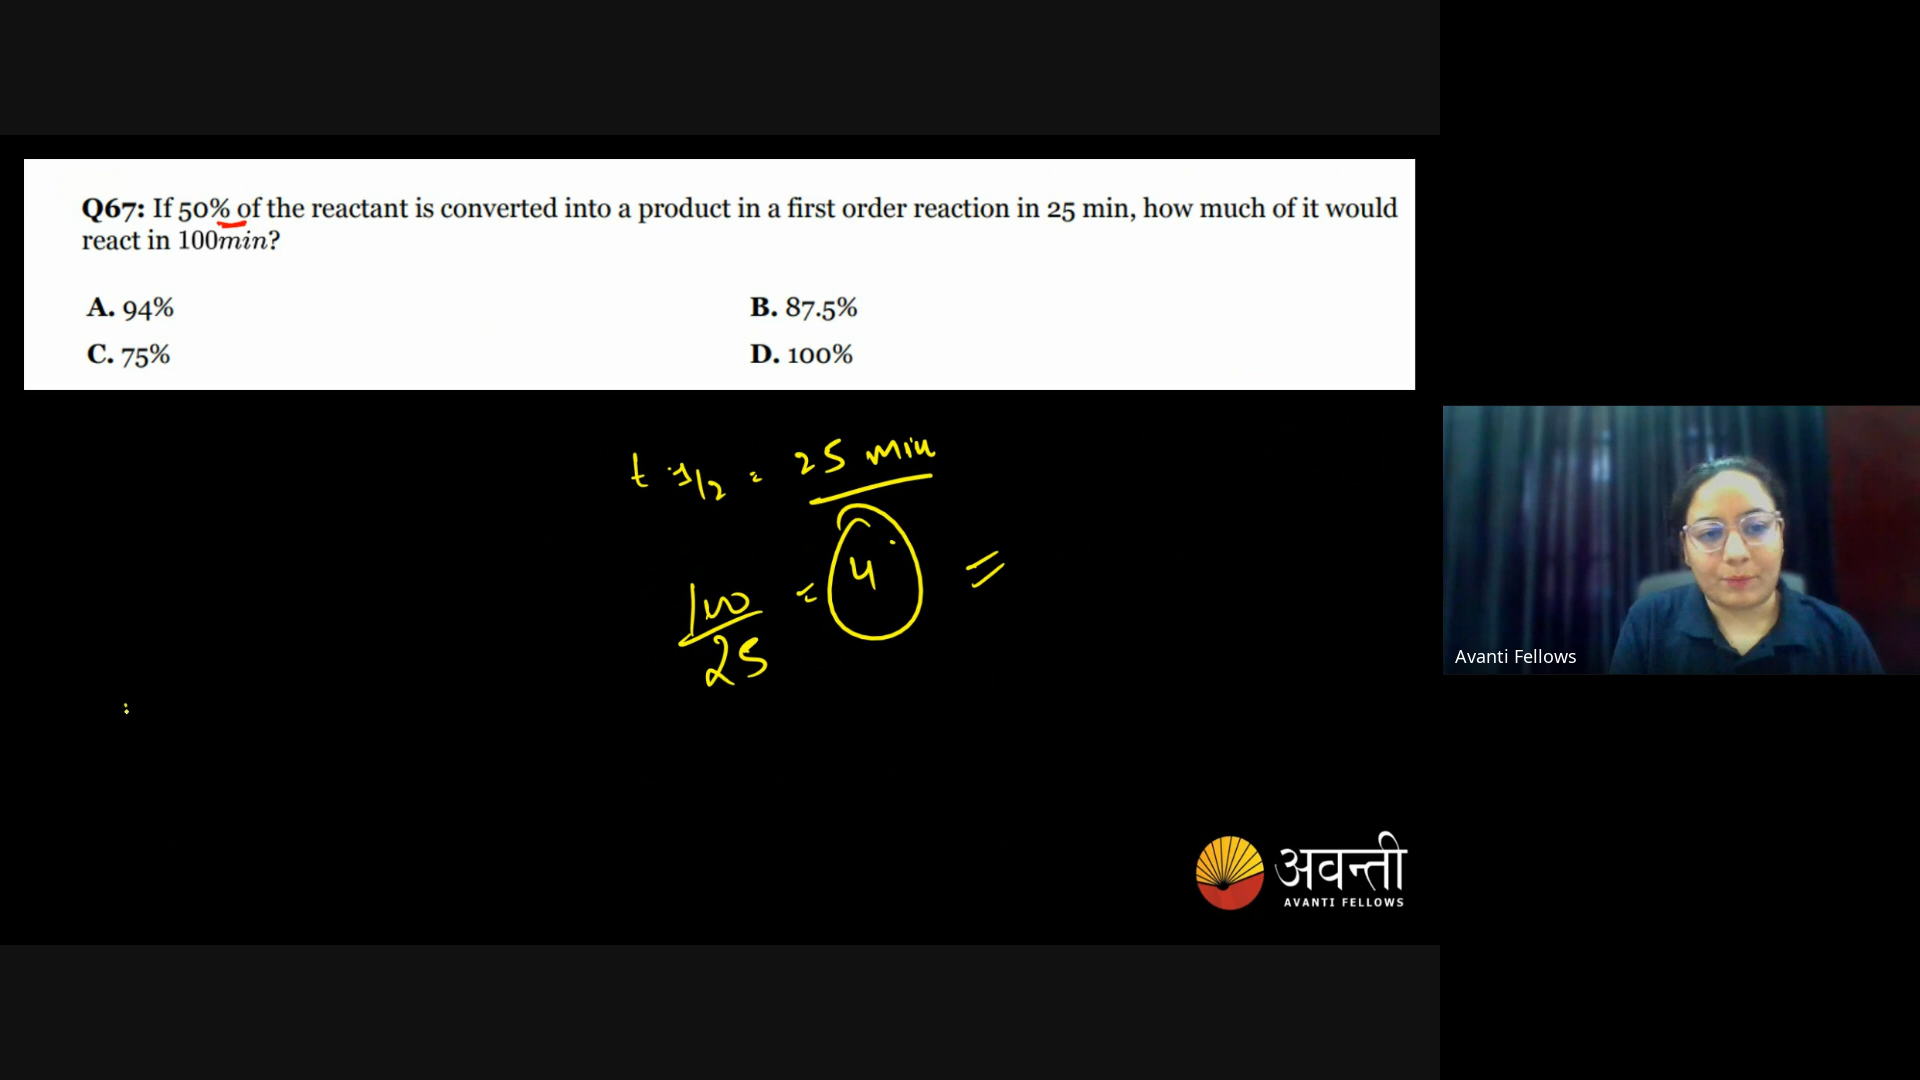 Q67: If 50% of the reactant is converted into a product in a first order reaction in 25 min, how much of it would
react in 100min?
A. 94%
B. 87.5%
C. 75%
D. 100%
t 1/2 = 25 min
100/25 = 4 =
Avanti Fellows
अवन्ती
AVANTI FELLOWS